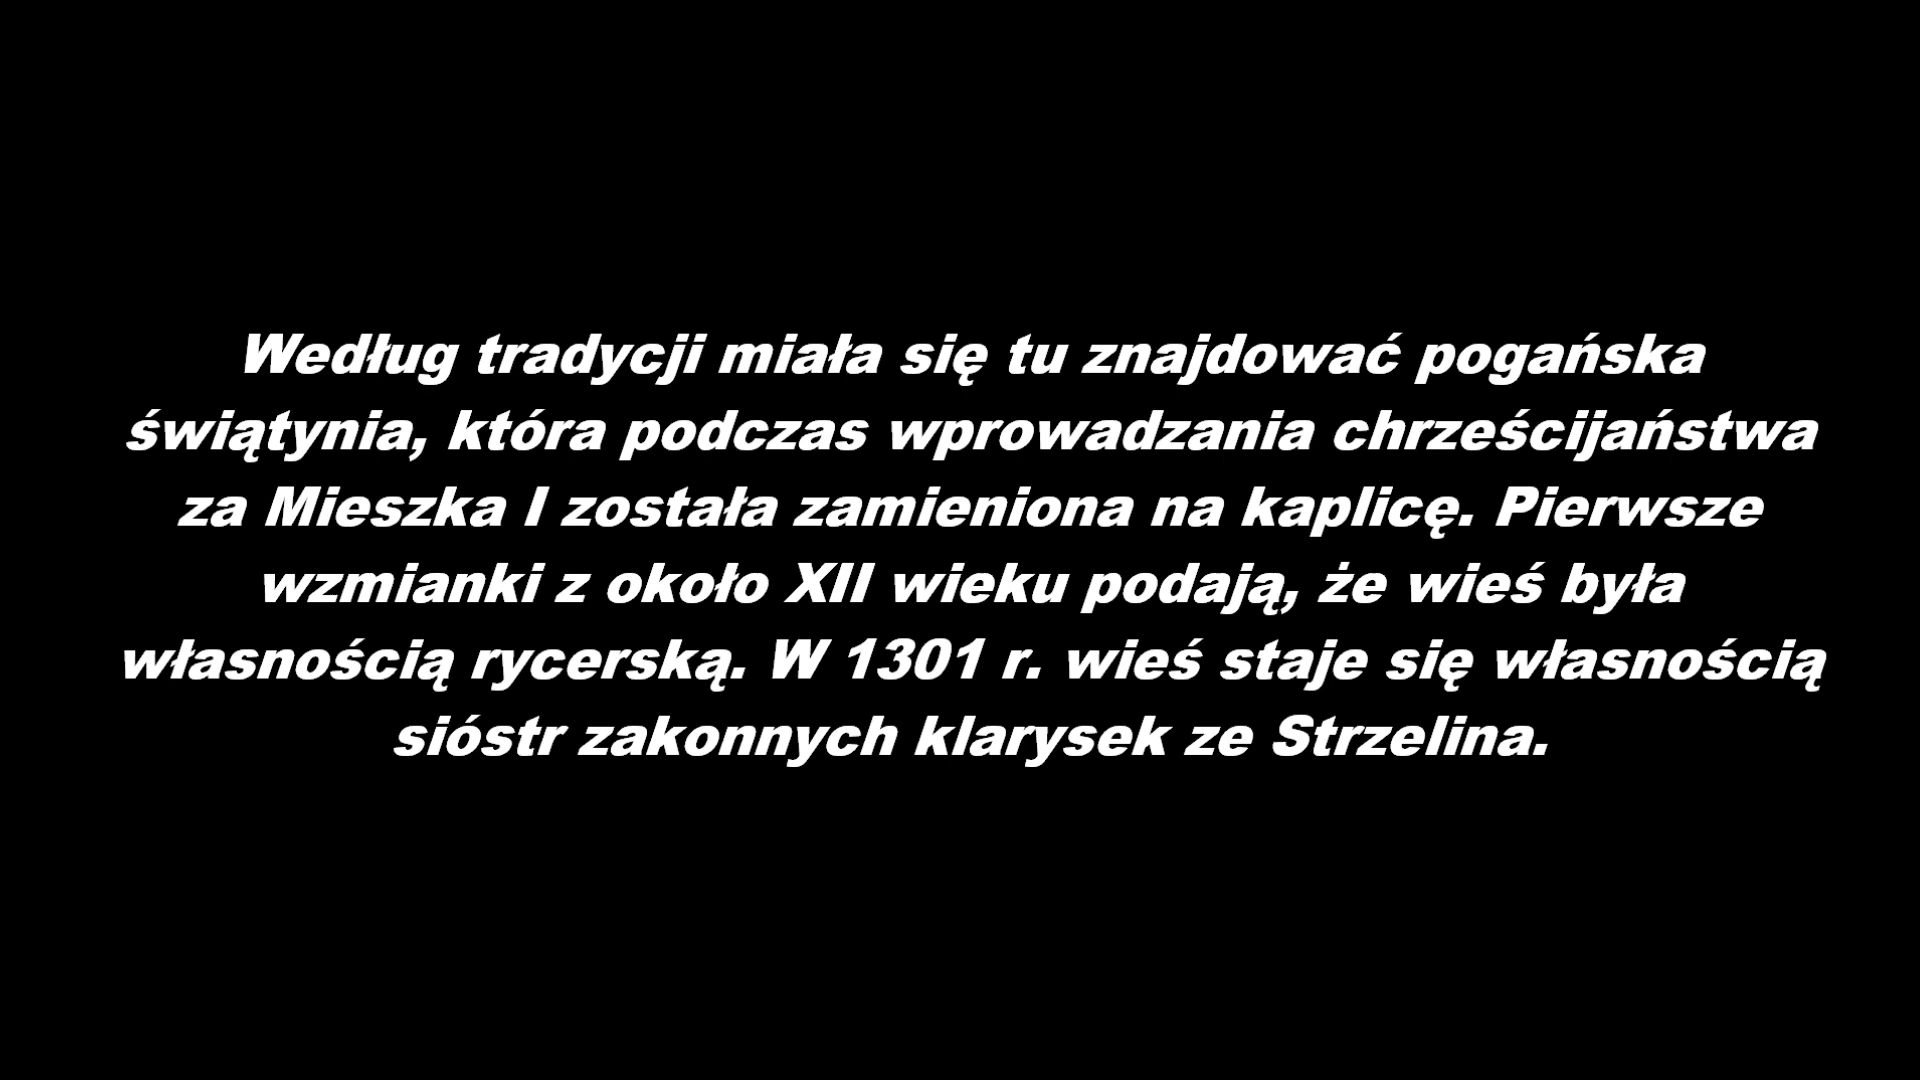 Według tradycji miała się tu znajdować pogańska
świątynia, która podczas wprowadzania chrześcijaństwa
za Mieszka I została zamieniona na kaplicę. Pierwsze
wzmianki z około XII wieku podają, że wieś była
własnością rycerską. W 1301 r. wieś staje się własnością
sióstr zakonnych klarysek ze Strzelina.